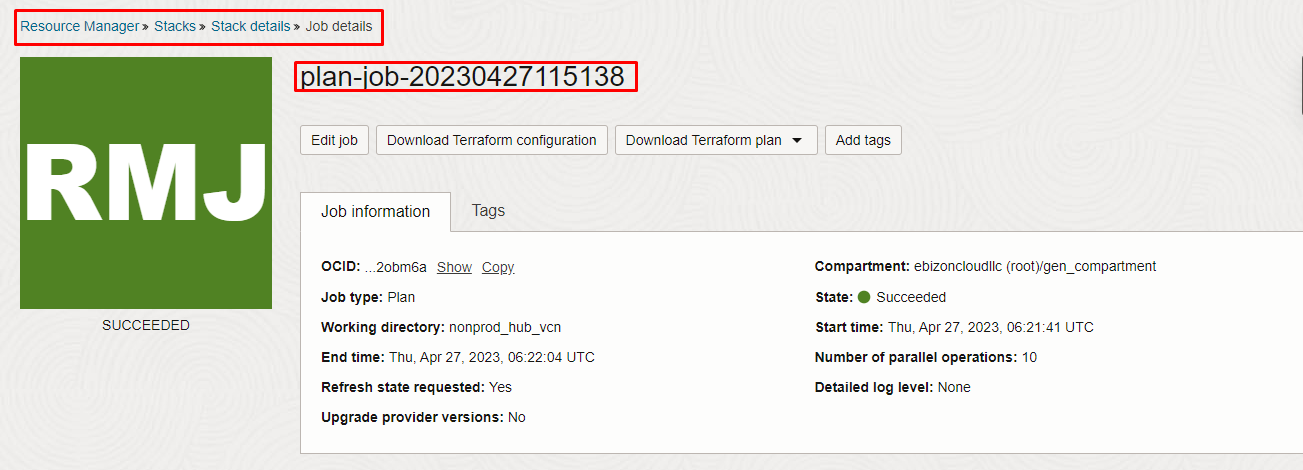 Resource Manager » Stacks » Stack details » Job details
plan-job-20230427115138
RMJ
SUCCEEDED
Edit job Download Terraform configuration Download Terraform plan Add tags
Job information Tags
OCID: ...2obm6a Show Copy Compartment: ebizoncloudllc (root)/gen_compartment
Job type: Plan State: Succeeded
Working directory: nonprod_hub_vcn Start time: Thu, Apr 27, 2023, 06:21:41 UTC
End time: Thu, Apr 27, 2023, 06:22:04 UTC Number of parallel operations: 10
Refresh state requested: Yes Detailed log level: None
Upgrade provider versions: No